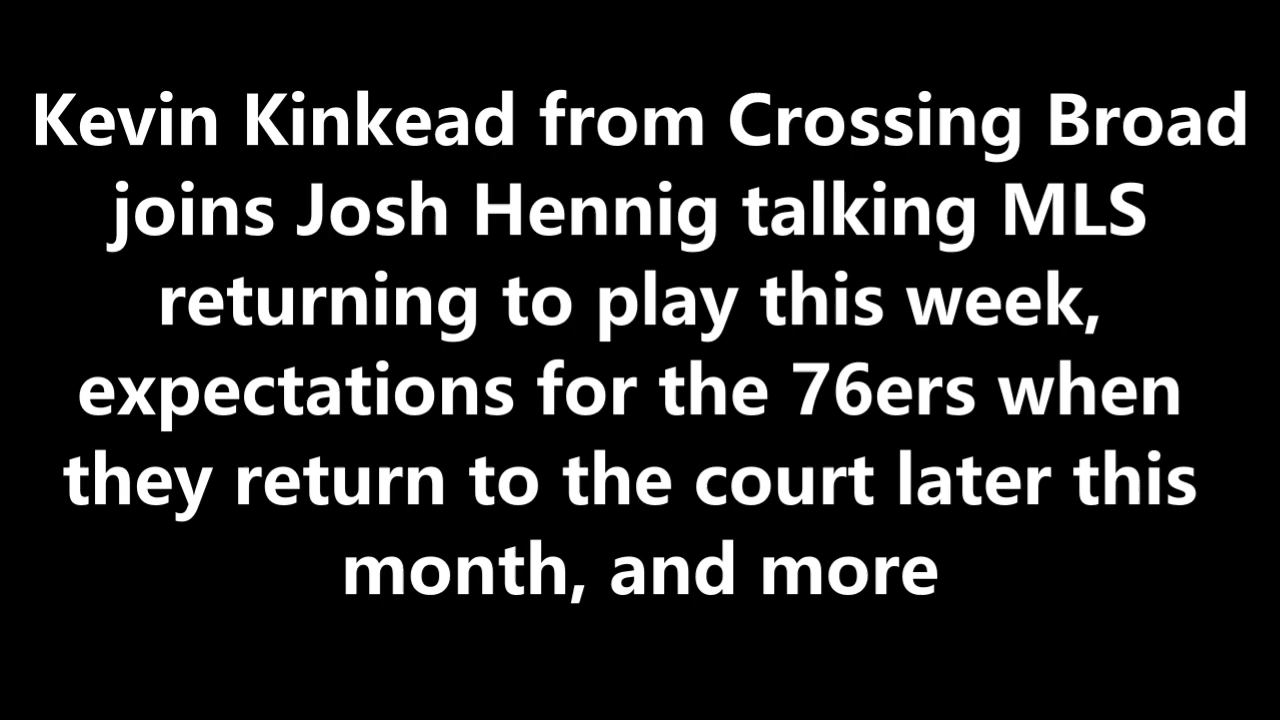 Kevin Kinkead from Crossing Broad
joins Josh Hennig talking MLS
returning to play this week,
expectations for the 76ers when
they return to the court later this
month, and more